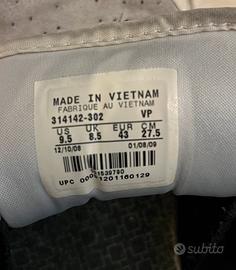 MADE IN VIETNAM
FABRIQUE AU VIETNAM
314142-302 VP
US UK EUR CM
9.5 8.5 43 27.5
12/10/08 01/08/09
UPC
subito